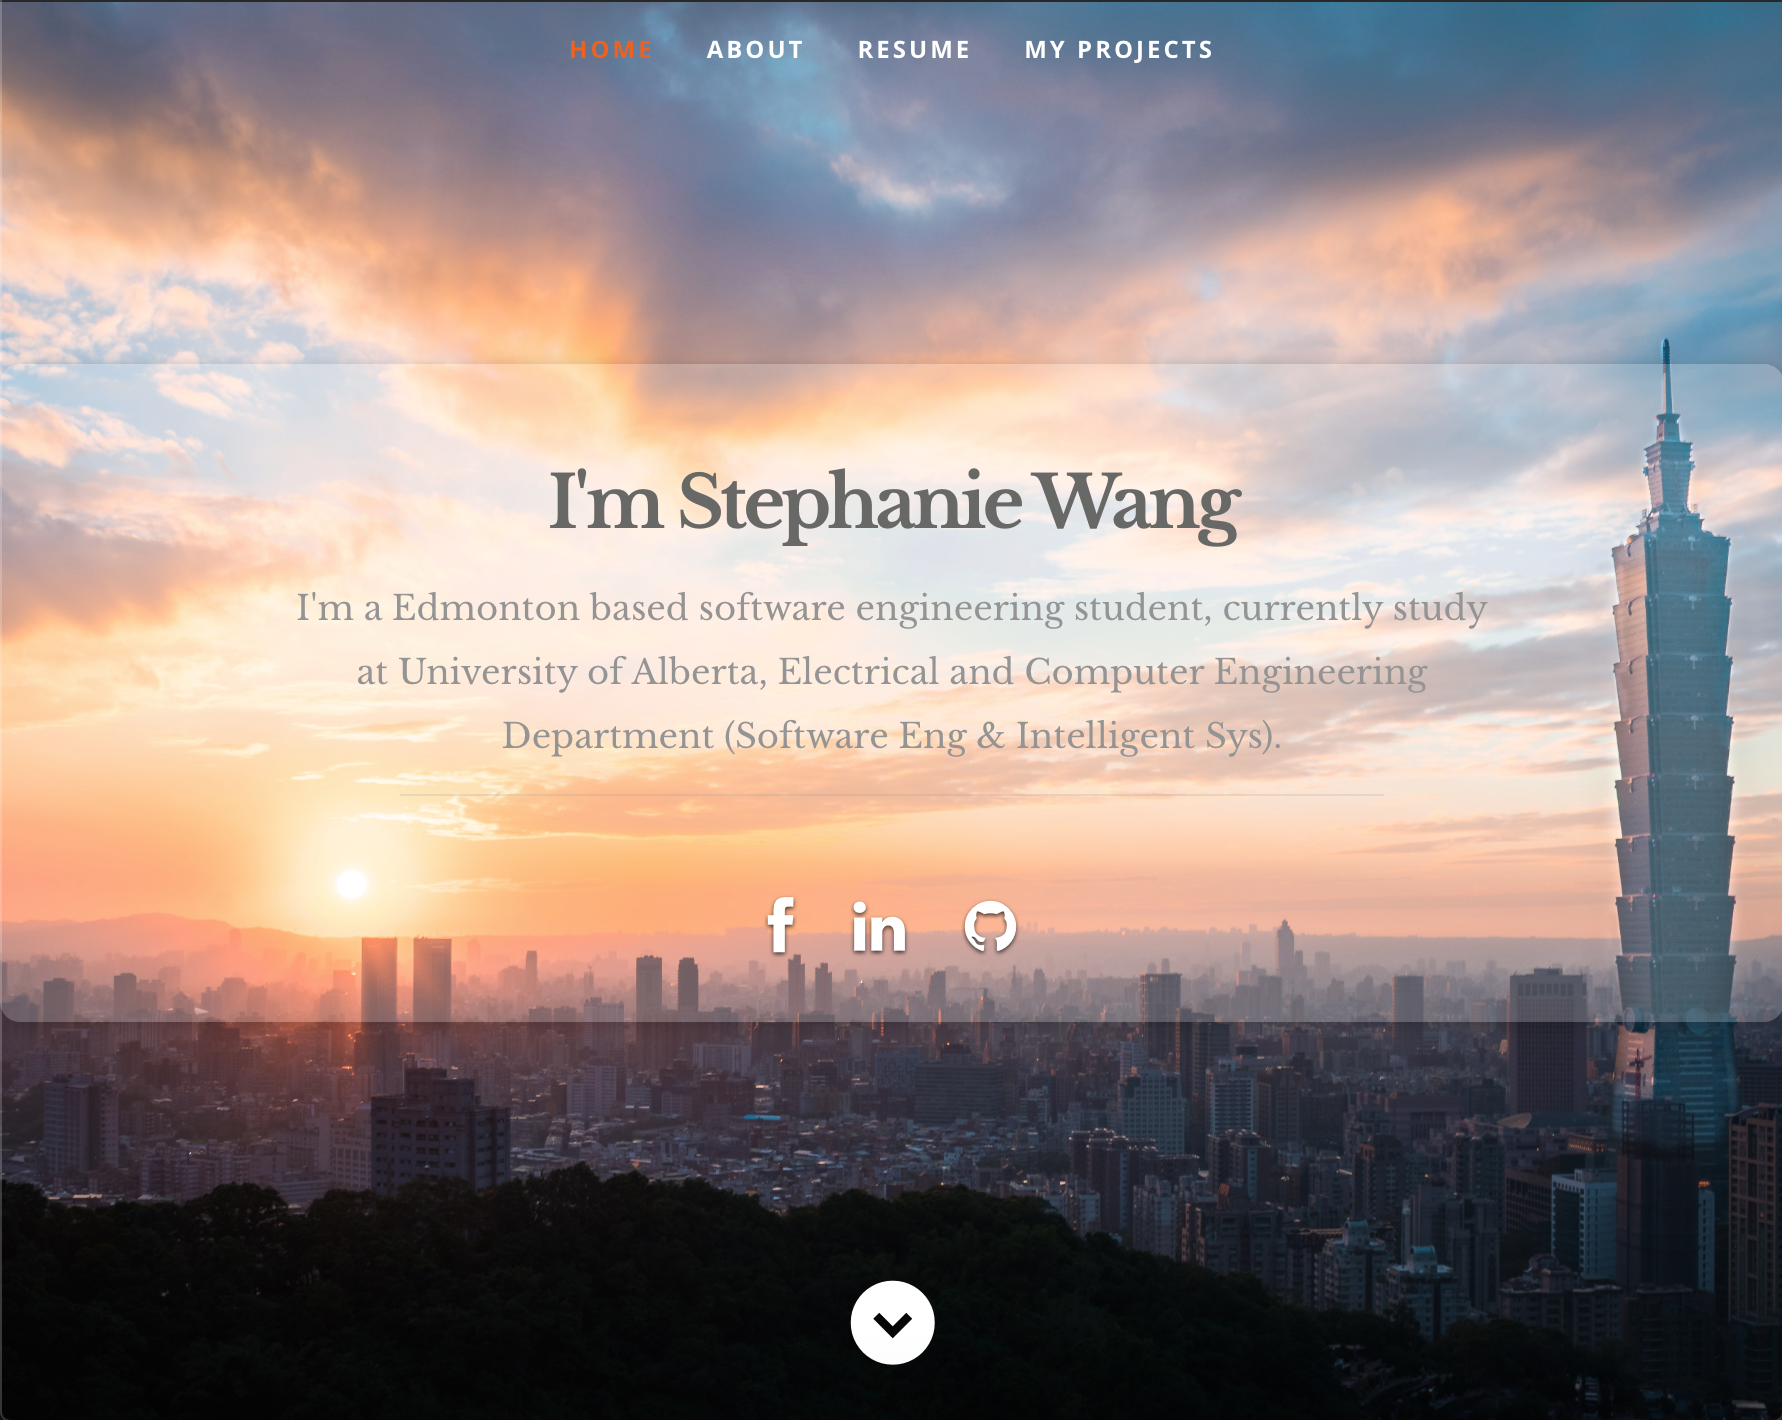 HOME ABOUT RESUME MY PROJECTS
I'm Stephanie Wang
I'm a Edmonton based software engineering student, currently study
at University of Alberta, Electrical and Computer Engineering
Department (Software Eng & Intelligent Sys).